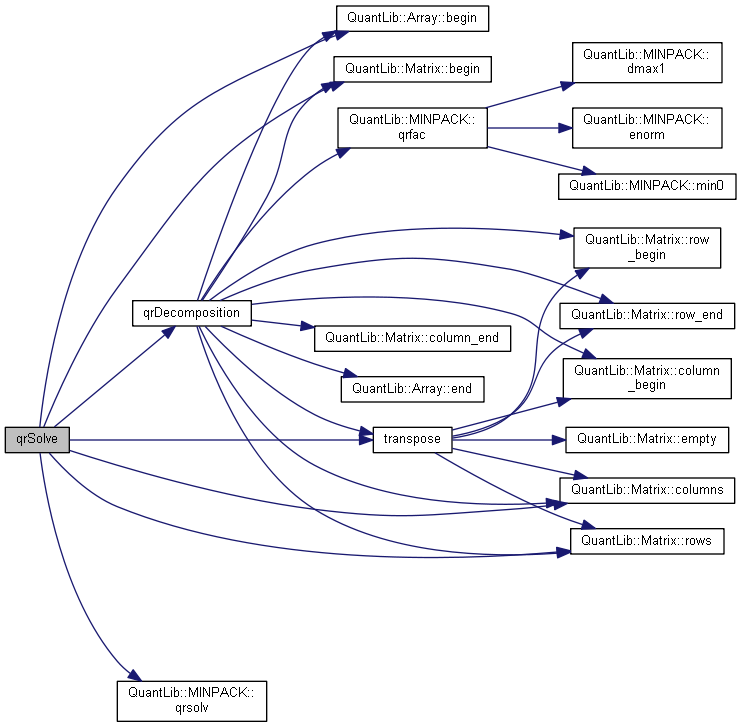 QuantLib::Array::begin
QuantLib::Matrix::begin
QuantLib::MINPACK::
dmax1
QuantLib::MINPACK::
qrfac
QuantLib::MINPACK::
enorm
QuantLib::MINPACK::min0
QuantLib::Matrix::row
_begin
qrDecomposition
QuantLib::Matrix::row_end
QuantLib::Matrix::column_end
QuantLib::Matrix::column
_begin
QuantLib::Array::end
qrSolve
transpose
QuantLib::Matrix::empty
QuantLib::Matrix::columns
QuantLib::Matrix::rows
QuantLib::MINPACK::
qrsolv